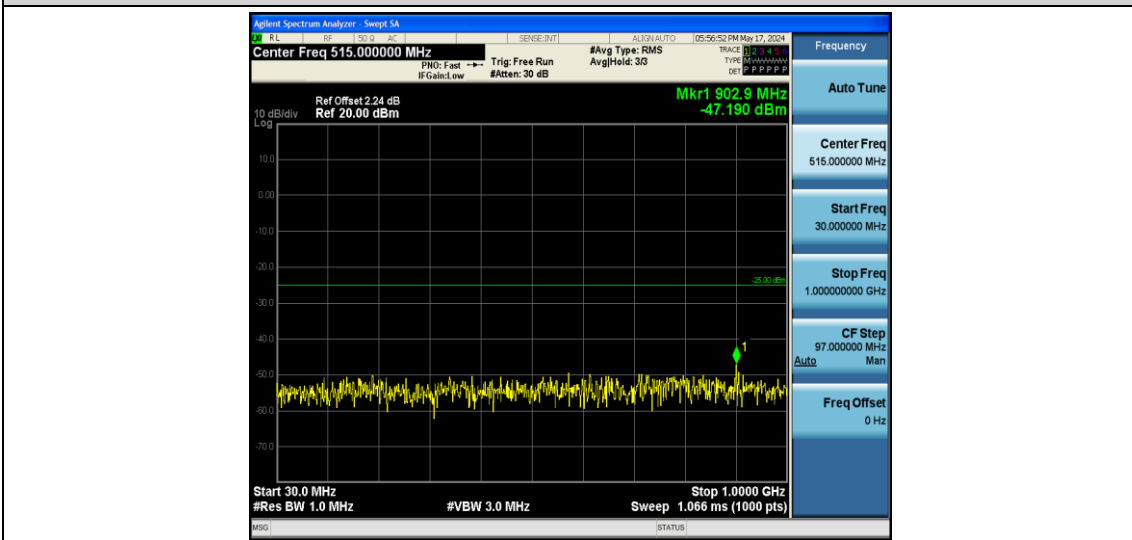 Agilent Spectrum Analyzer - Swept SA
RL RF 50 Ω AC SENSE:INT ALIGN AUTO 05:56:52 PM May 17, 2024
Center Freq 515.000000 MHz #Avg Type: RMS TRACE 1 2 3 4 5 6
PNO: Fast Trig: Free Run Avg|Hold: 3/3 TYPE M
IFGain:Low #Atten: 30 dB DET P P P P P P
Mkr1 902.9 MHz
-47.190 dBm
Ref Offset 2.24 dB
10 dB/div Ref 20.00 dBm
Log
10.0
0.00
-10.0
-20.0
-25.00 dBm
-30.0
-40.0
1
-50.0
-60.0
-70.0
Start 30.0 MHz Stop 1.0000 GHz
#Res BW 1.0 MHz #VBW 3.0 MHz Sweep 1.066 ms (1000 pts)
MSG STATUS
Frequency
Auto Tune
Center Freq
515.000000 MHz
Start Freq
30.000000 MHz
Stop Freq
1.000000000 GHz
CF Step
97.000000 MHz
Auto Man
Freq Offset
0 Hz